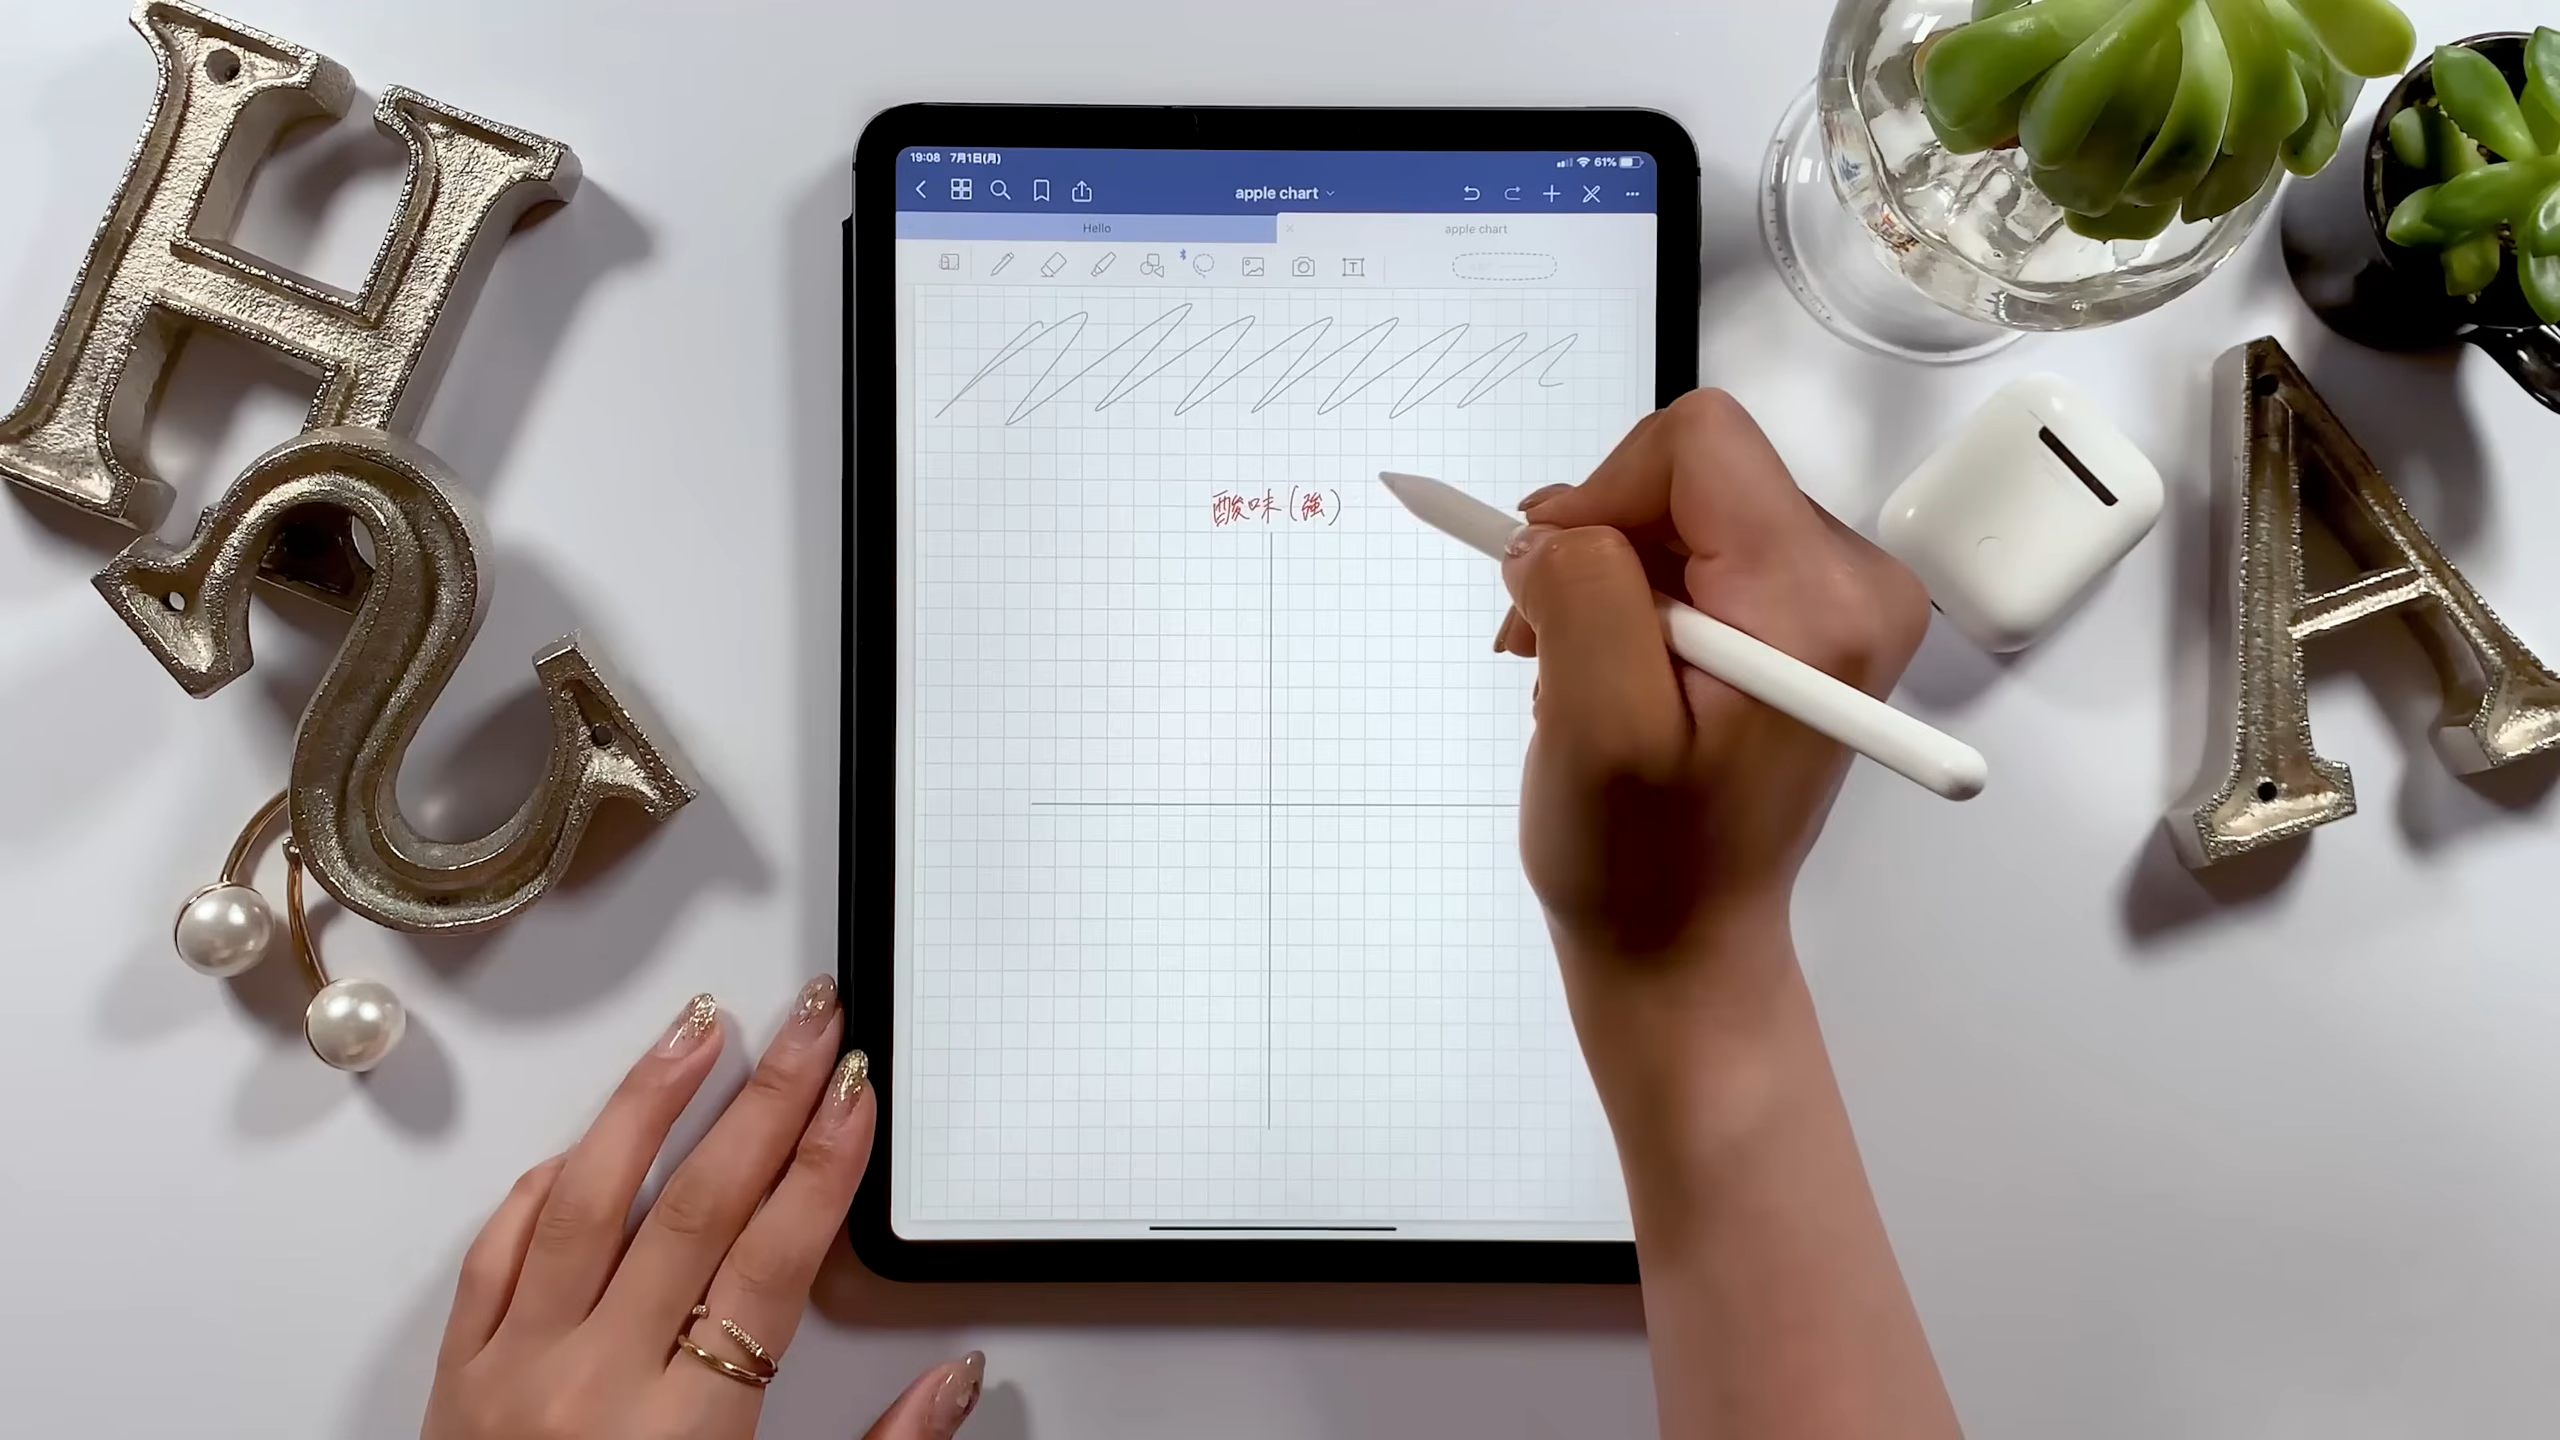 19:08 7月1日(月)
61%
apple chart
Hello
apple chart
酸味(強)
H
S
A